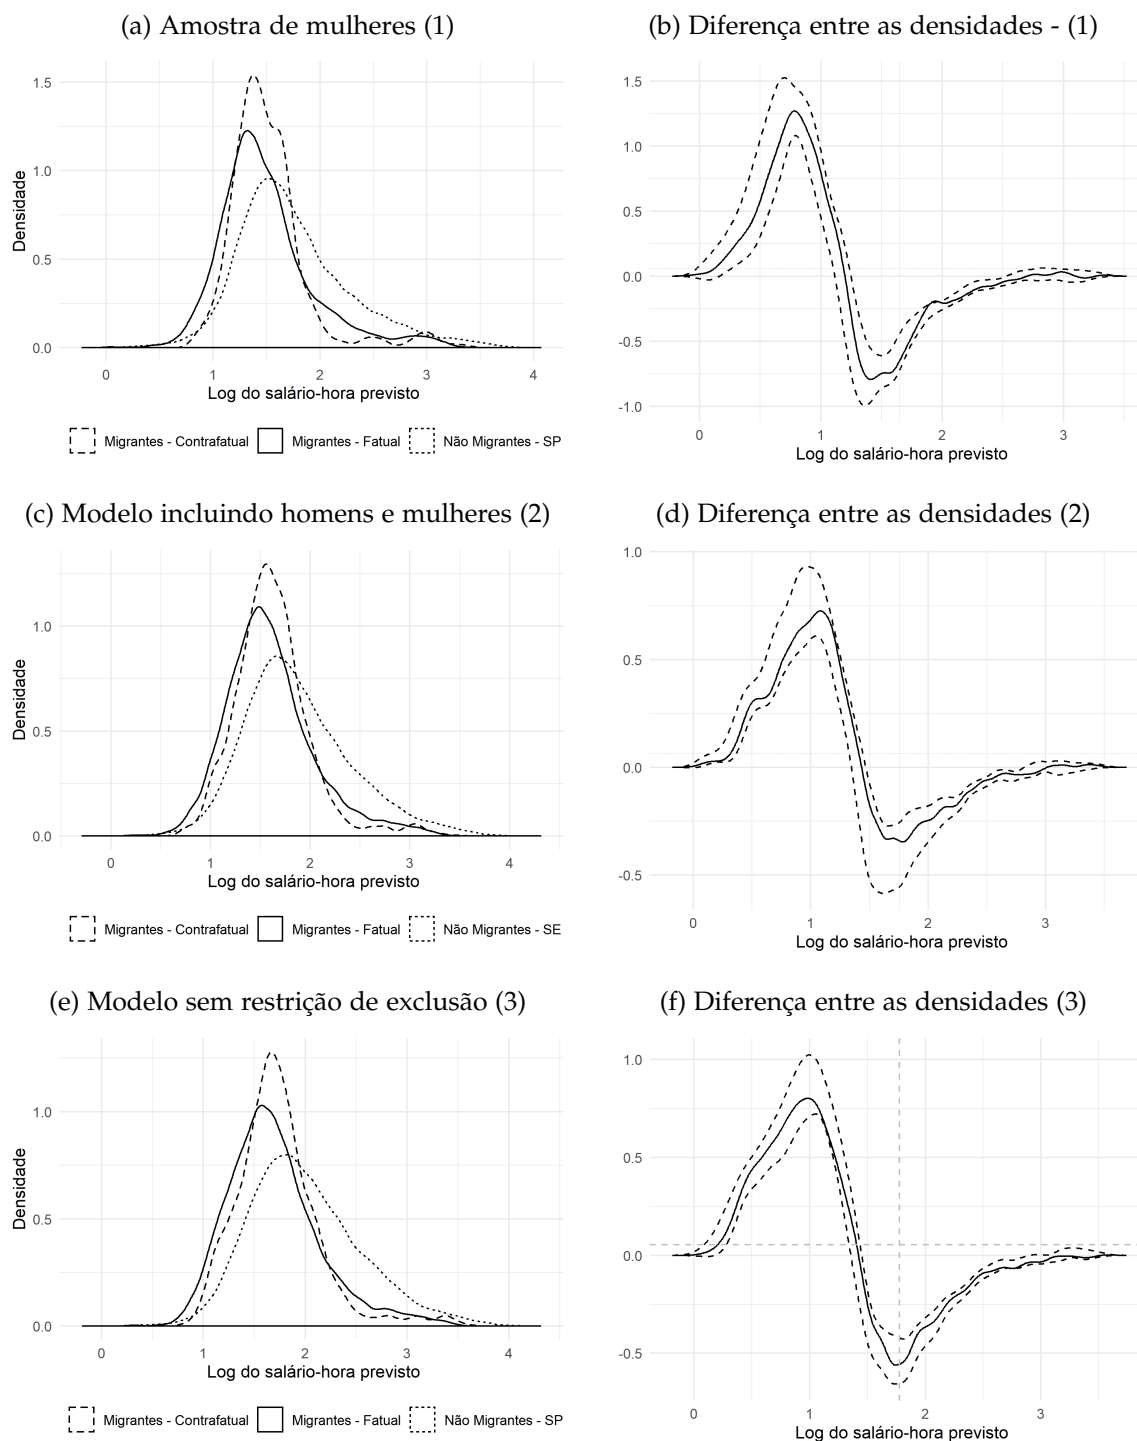 (a) Amostra de mulheres (1)
(b) Diferença entre as densidades - (1)
1.5
1.0
0.5
0.0
Densidade
0 1 2 3 4
Log do salário-hora previsto
Migrantes - Contrafatual Migrantes - Fatual Não Migrantes - SP
1.5
1.0
0.5
0.0
-0.5
-1.0
0 1 2 3
Log do salário-hora previsto
(c) Modelo incluindo homens e mulheres (2)
(d) Diferença entre as densidades (2)
1.0
0.5
0.0
Densidade
0 1 2 3 4
Log do salário-hora previsto
Migrantes - Contrafatual Migrantes - Fatual Não Migrantes - SE
1.0
0.5
0.0
-0.5
0 1 2 3
Log do salário-hora previsto
(e) Modelo sem restrição de exclusão (3)
(f) Diferença entre as densidades (3)
1.0
0.5
0.0
Densidade
0 1 2 3 4
Log do salário-hora previsto
Migrantes - Contrafatual Migrantes - Fatual Não Migrantes - SP
1.0
0.5
0.0
-0.5
0 1 2 3
Log do salário-hora previsto